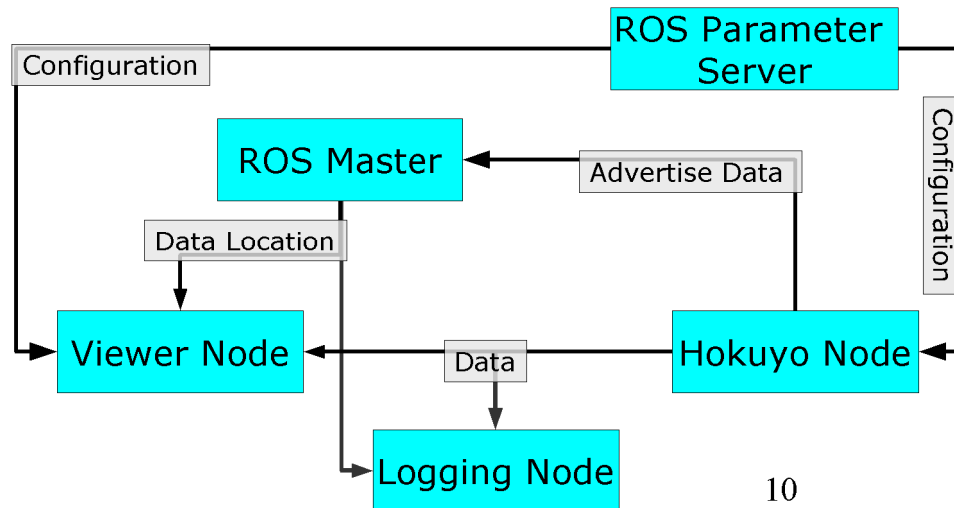 ROS Parameter
Server
Configuration
Configuration
ROS Master
Advertise Data
Data Location
Viewer Node
Data
Hokuyo Node
Logging Node
10